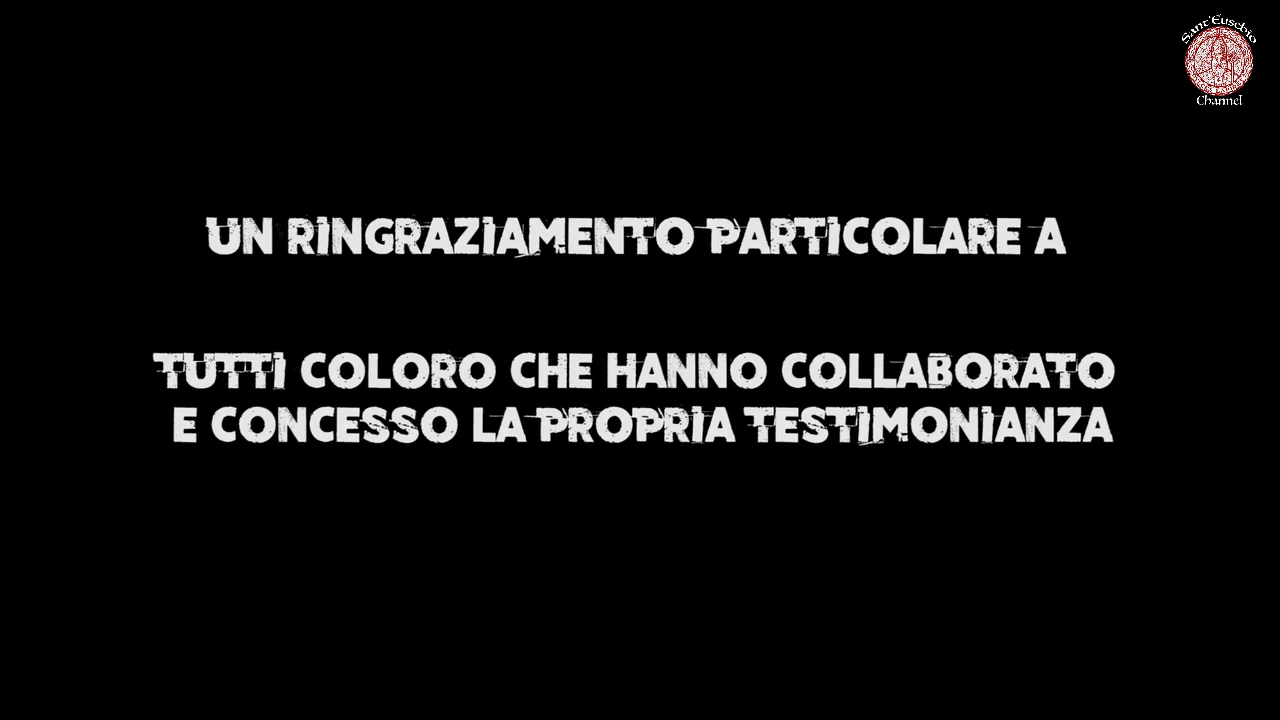 Sant'Eusebio
Channel
UN RINGRAZIAMENTO PARTICOLARE A
TUTTI COLORO CHE HANNO COLLABORATO
E CONCESSO LA PROPRIA TESTIMONIANZA